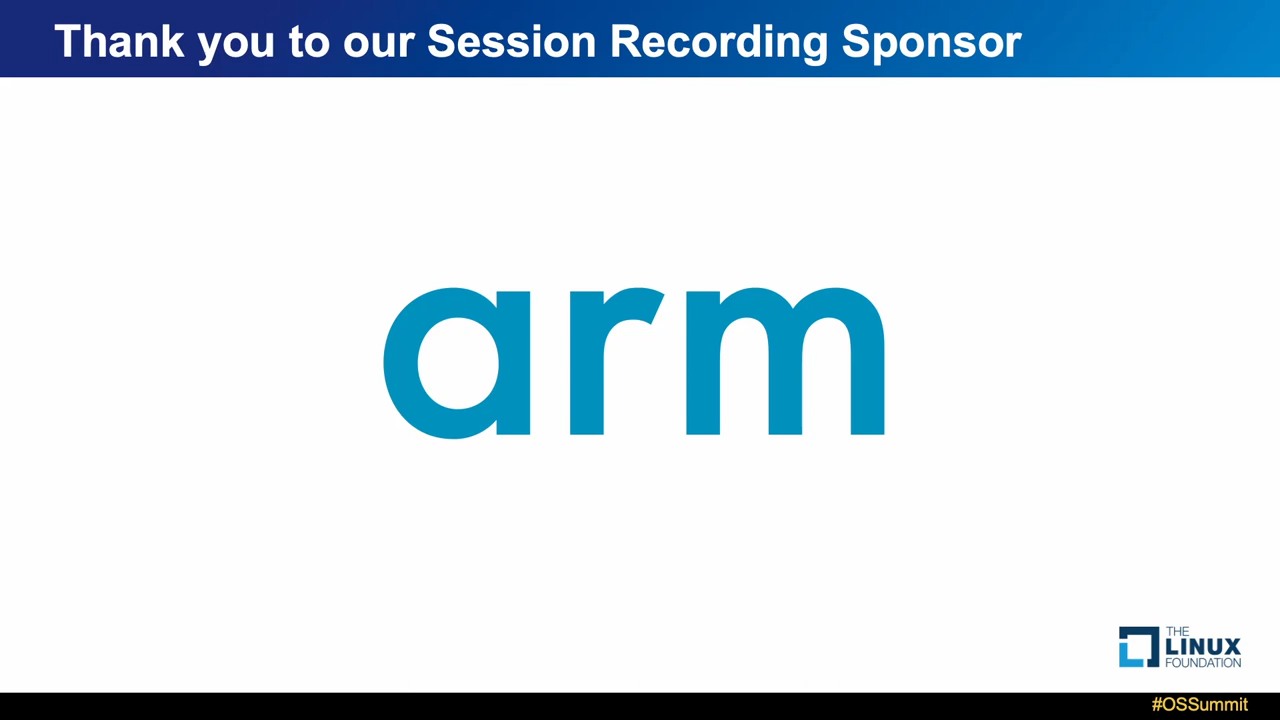 Thank you to our Session Recording Sponsor
arm
THE
LINUX
FOUNDATION
#OSSummit